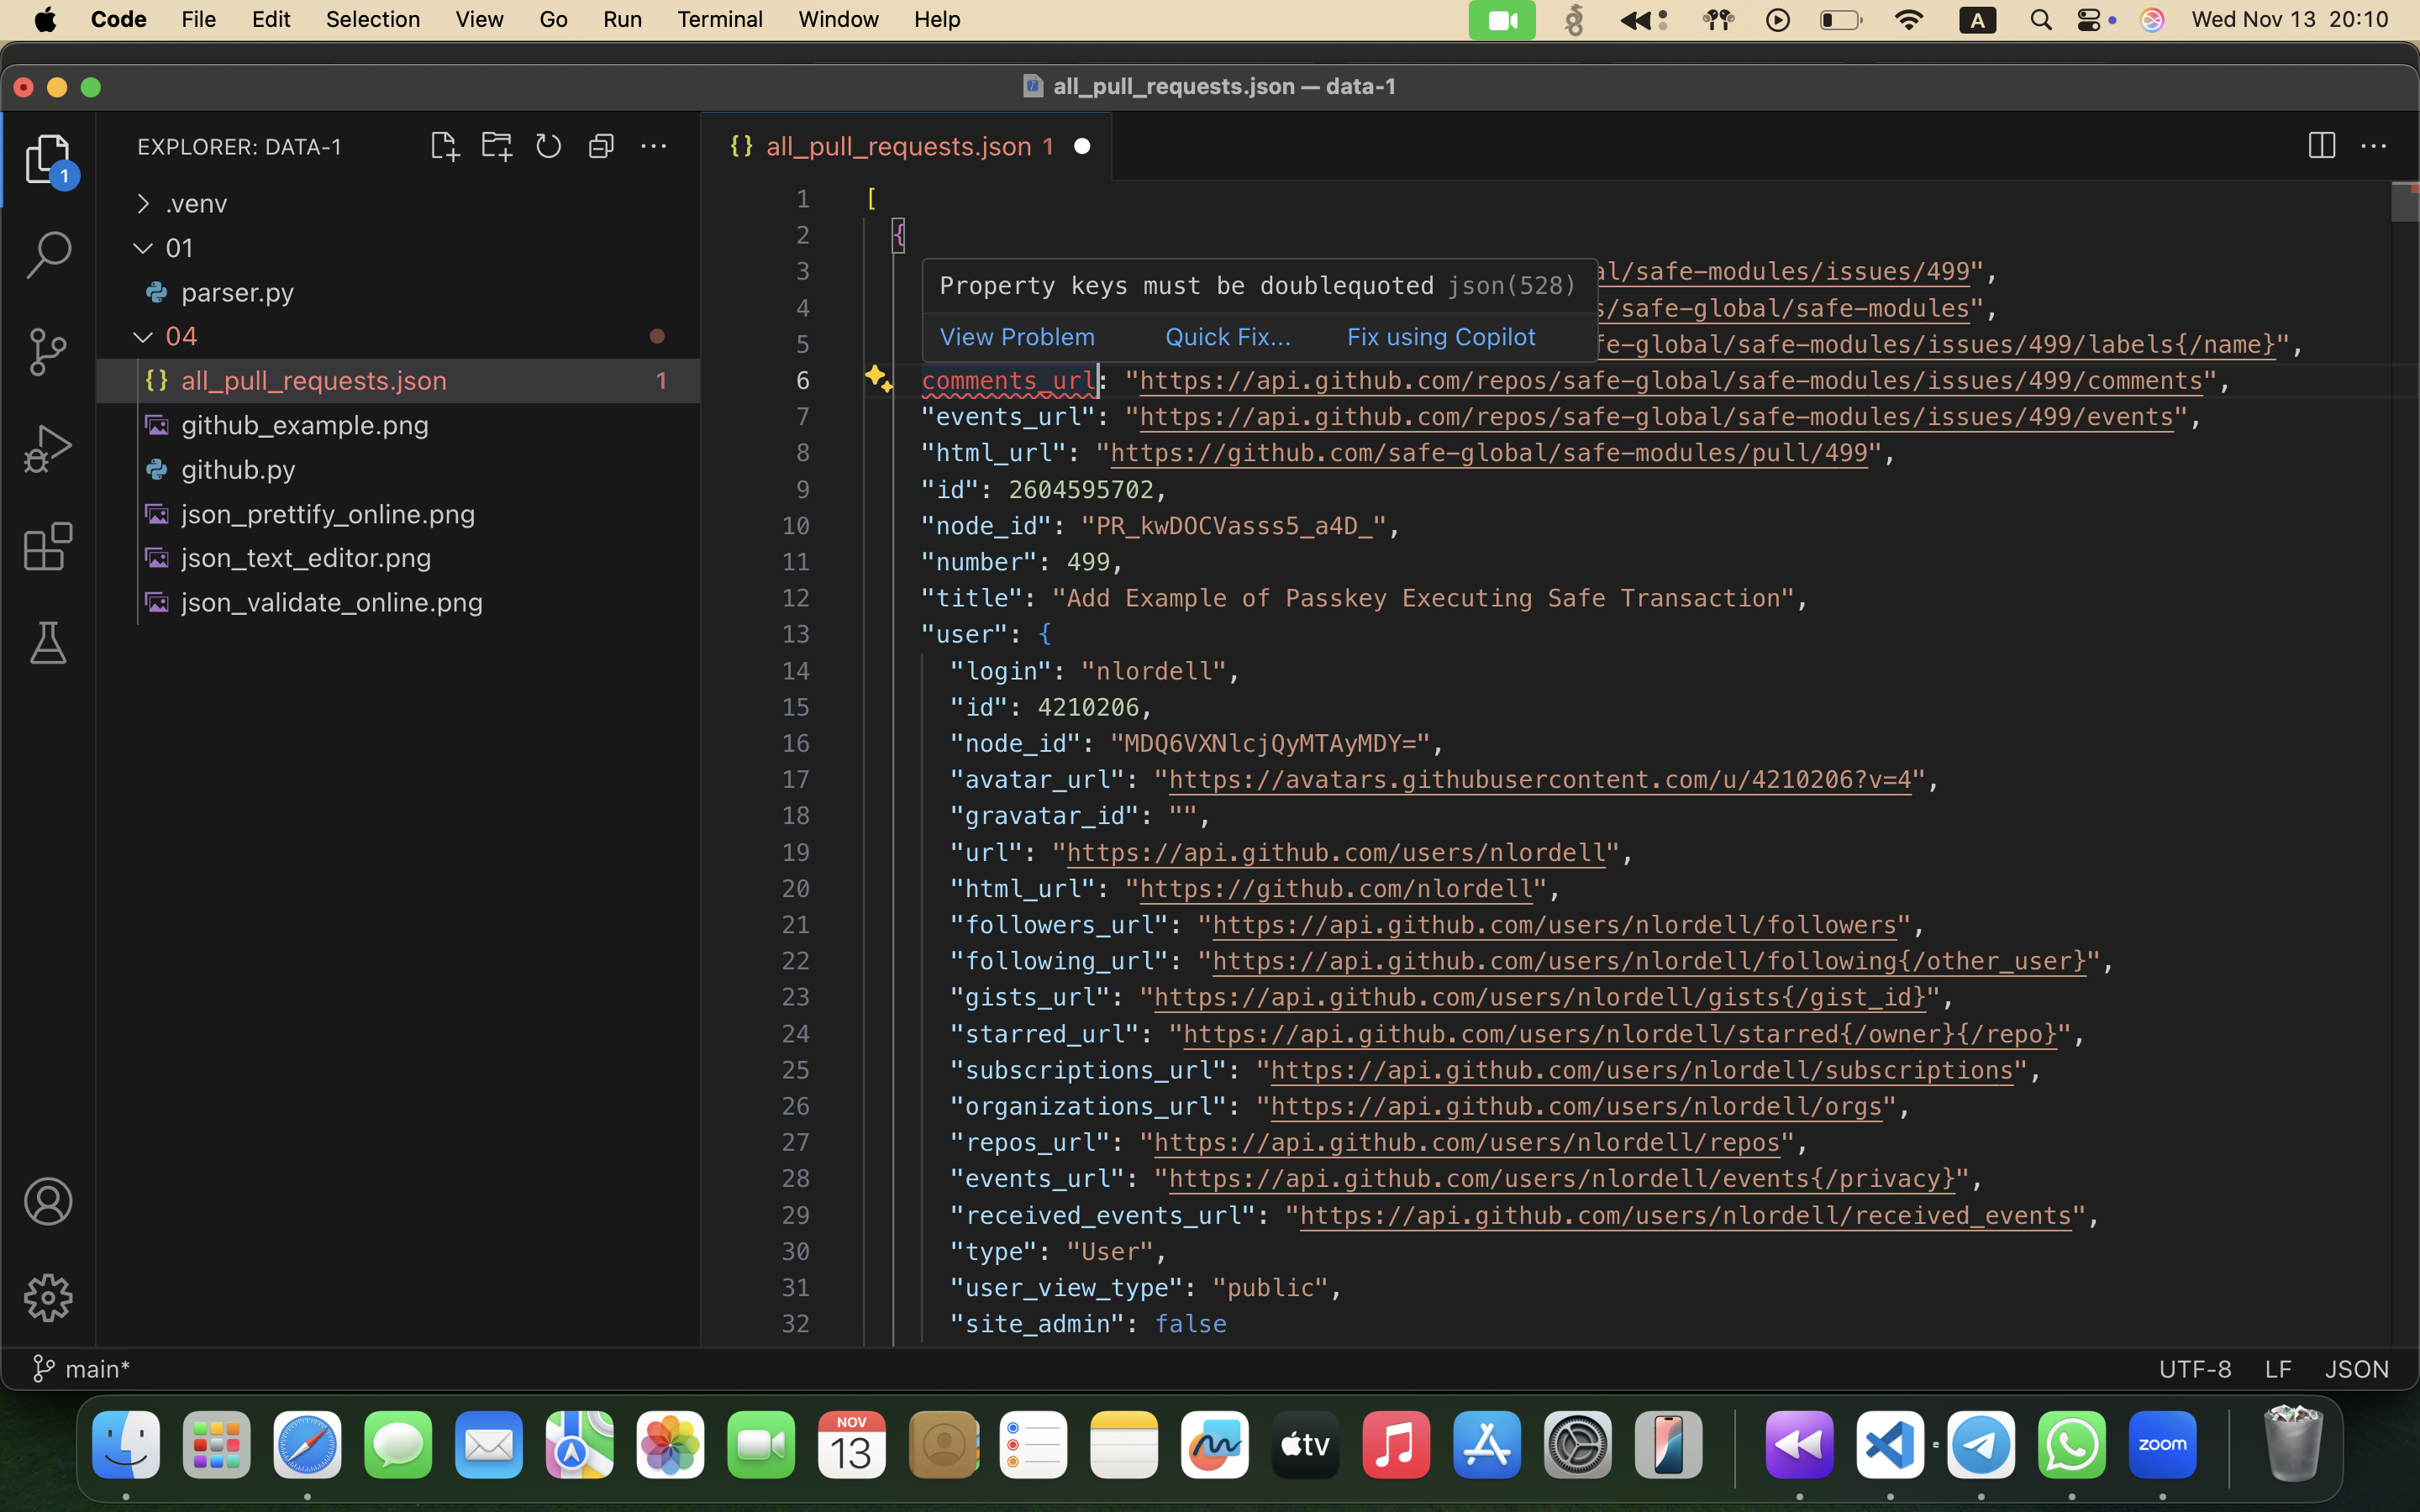 Code File Edit Selection View Go Run Terminal Window Help A Wed Nov 13 20:10
all_pull_requests.json — data-1
EXPLORER: DATA-1
.venv
01
parser.py
04
all_pull_requests.json 1
github_example.png
github.py
json_prettify_online.png
json_text_editor.png
json_validate_online.png
1
{} all_pull_requests.json 1
1 [
2 {
3 al/safe-modules/issues/499",
4 s/safe-global/safe-modules",
5 fe-global/safe-modules/issues/499/labels{/name}",
Property keys must be doublequoted json(528)
View Problem Quick Fix... Fix using Copilot
6 comments_url: "https://api.github.com/repos/safe-global/safe-modules/issues/499/comments",
7 "events_url": "https://api.github.com/repos/safe-global/safe-modules/issues/499/events",
8 "html_url": "https://github.com/safe-global/safe-modules/pull/499",
9 "id": 2604595702,
10 "node_id": "PR_kwDOCVasss5_a4D_",
11 "number": 499,
12 "title": "Add Example of Passkey Executing Safe Transaction",
13 "user": {
14 "login": "nlordell",
15 "id": 4210206,
16 "node_id": "MDQ6VXNlcjQyMTAyMDY=",
17 "avatar_url": "https://avatars.githubusercontent.com/u/4210206?v=4",
18 "gravatar_id": "",
19 "url": "https://api.github.com/users/nlordell",
20 "html_url": "https://github.com/nlordell",
21 "followers_url": "https://api.github.com/users/nlordell/followers",
22 "following_url": "https://api.github.com/users/nlordell/following{/other_user}",
23 "gists_url": "https://api.github.com/users/nlordell/gists{/gist_id}",
24 "starred_url": "https://api.github.com/users/nlordell/starred{/owner}{/repo}",
25 "subscriptions_url": "https://api.github.com/users/nlordell/subscriptions",
26 "organizations_url": "https://api.github.com/users/nlordell/orgs",
27 "repos_url": "https://api.github.com/users/nlordell/repos",
28 "events_url": "https://api.github.com/users/nlordell/events{/privacy}",
29 "received_events_url": "https://api.github.com/users/nlordell/received_events",
30 "type": "User",
31 "user_view_type": "public",
32 "site_admin": false
main* UTF-8 LF JSON
NOV
13
tv
zoom